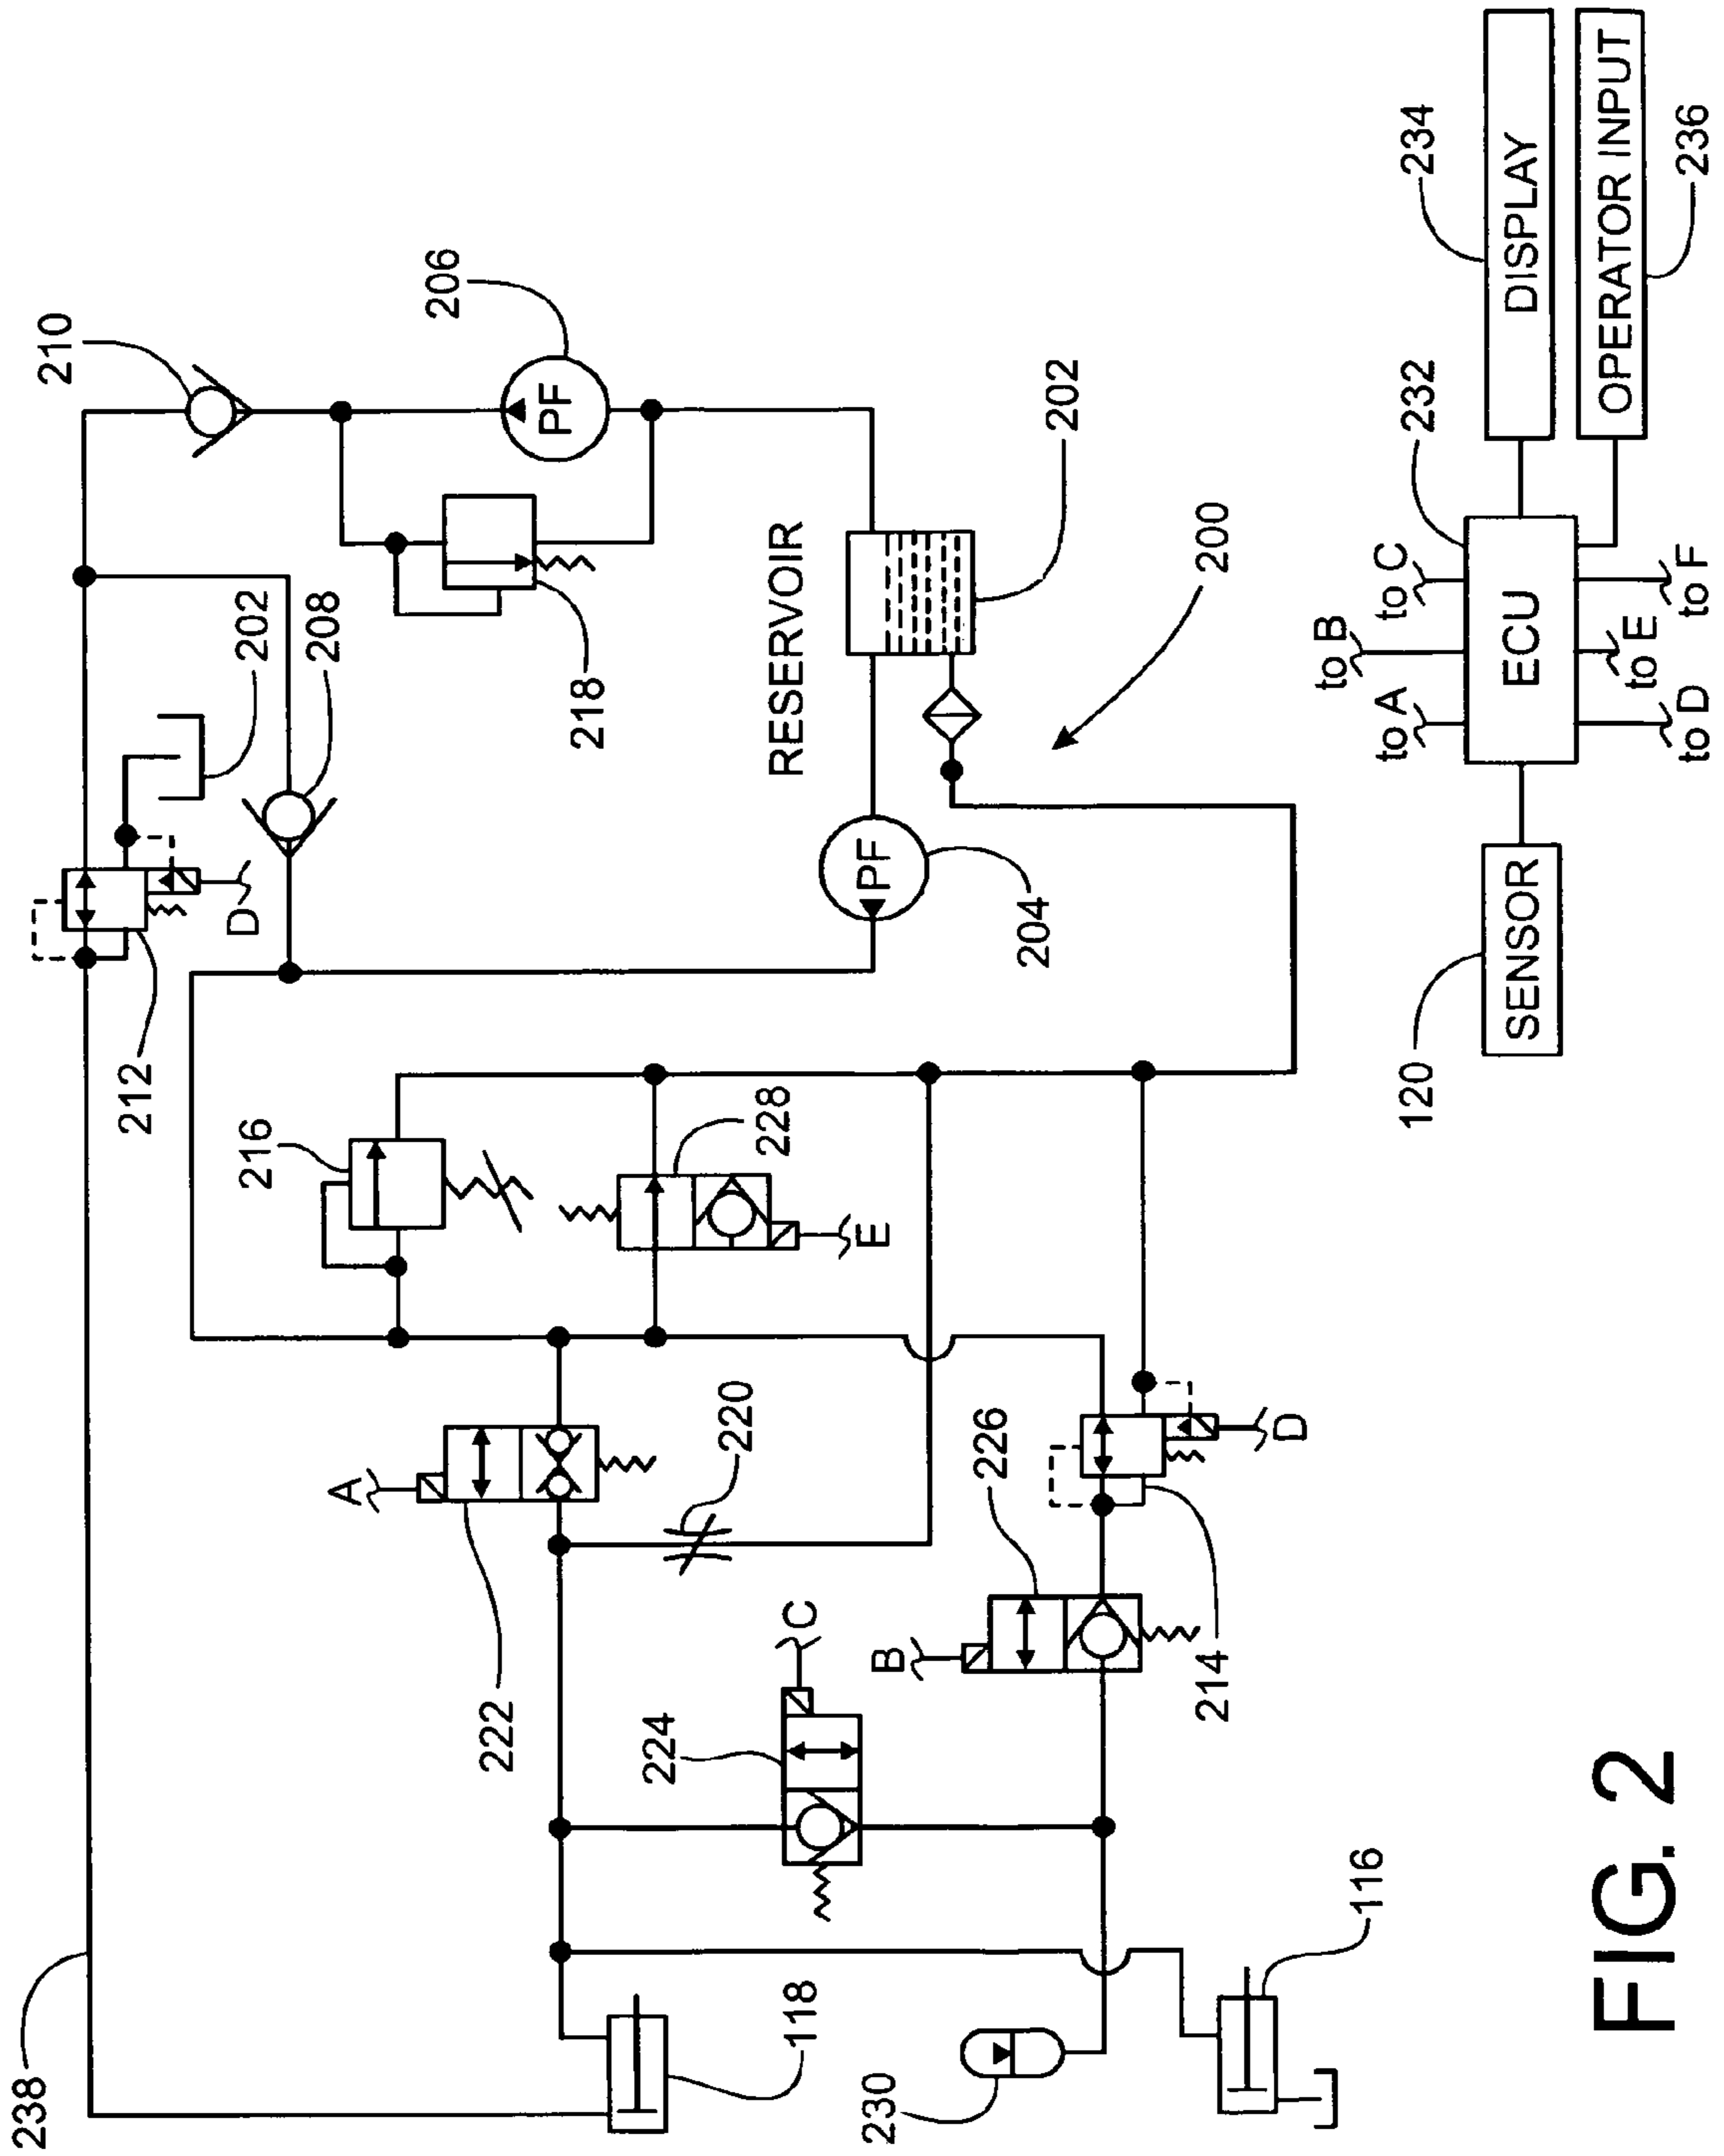 238
212
202
208
210
206
218
RESERVOIR
202
200
PF
PF
204
D
216
228
E
A
222
220
226
B
C
224
214
D
118
230
116
120
SENSOR
ECU
232
to A
to B
to C
to D
to E
to F
DISPLAY
234
OPERATOR INPUT
236
FIG. 2